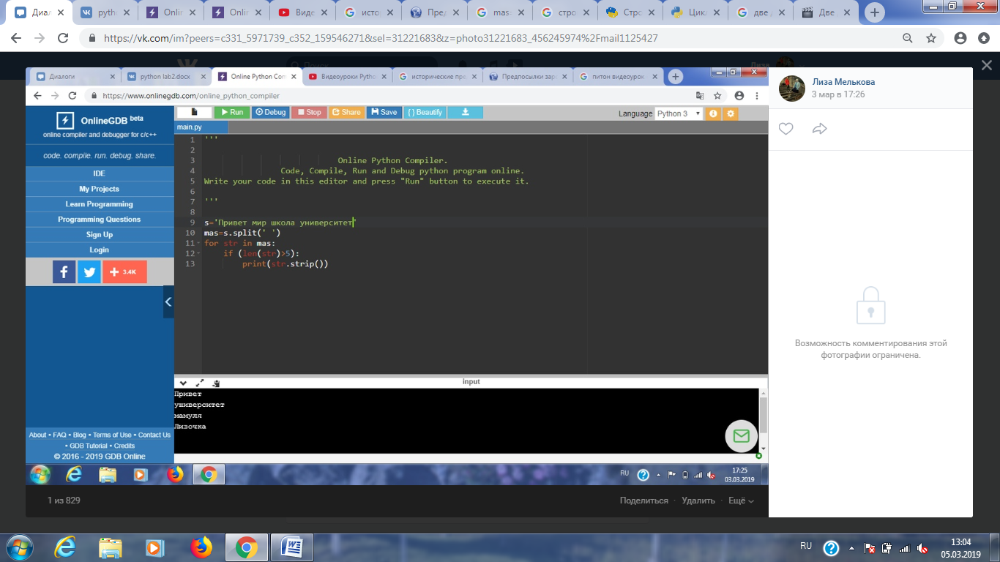 Диал
pyth
Onlin
Onlin
Виде
исто
Пред
mas
стро
Стро
Цикл
две д
Две
https://vk.com/im?peers=c331_5971739_c352_159546271&sel=31221683&z=photo31221683_456245974%2Fmail1125427
Диалоги
python lab2.docx
Online Python Com
Видеоуроки Pytho
исторические пре
Предпосылки зар
питон видеоурок
https://www.onlinegdb.com/online_python_compiler
OnlineGDB beta
online compiler and debugger for c/c++
code. compile. run. debug. share.
IDE
My Projects
Learn Programming
Programming Questions
Sign Up
Login
3.4K
About • FAQ • Blog • Terms of Use • Contact Us
• GDB Tutorial • Credits
© 2016 - 2019 GDB Online
Run
Debug
Stop
Share
Save
{ } Beautify
Language Python 3
main.py
1 '''
2
3 Online Python Compiler.
4 Code, Compile, Run and Debug python program online.
5 Write your code in this editor and press "Run" button to execute it.
6
7 '''
8
9 s='Привет мир школа университет'
10 mas=s.split(' ')
11 for str in mas:
12 if (len(str)>5):
13 print(str.strip())
input
Привет
университет
мамуля
Лизочка
RU
17:25
03.03.2019
1 из 829
Поделиться · Удалить · Ещё
Лиза Мелькова
3 мар в 17:26
Возможность комментирования этой
фотографии ограничена.
RU
13:04
05.03.2019